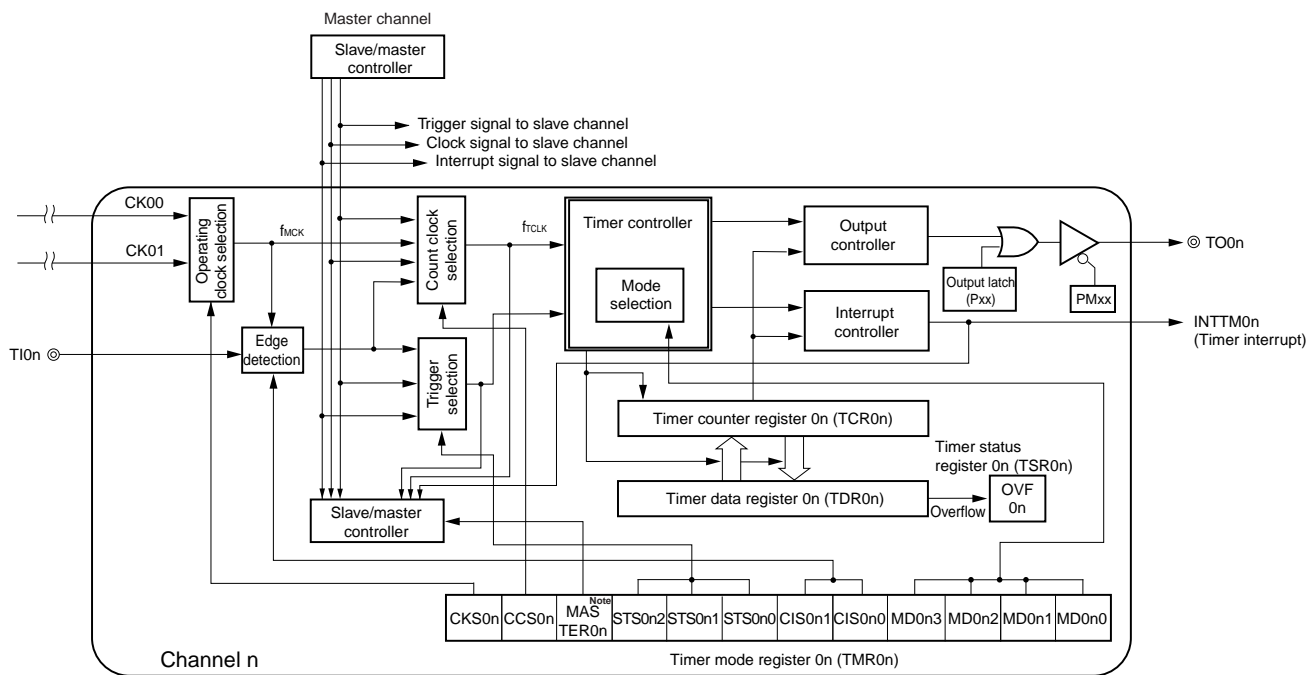 Master channel
Slave/master
controller
Trigger signal to slave channel
Clock signal to slave channel
Interrupt signal to slave channel
CK00
CK01
Operating
clock selection
fMCK
Count clock
selection
fTCLK
Timer controller
Mode
selection
Output
controller
Output latch
(Pxx)
PMxx
TO0n
Interrupt
controller
INTTM0n
(Timer interrupt)
TI0n
Edge
detection
Trigger
selection
Timer counter register 0n (TCR0n)
Timer status
register 0n (TSR0n)
Timer data register 0n (TDR0n)
Overflow
OVF
0n
Slave/master
controller
CKS0n
CCS0n
MAS Note
TER0n
STS0n2
STS0n1
STS0n0
CIS0n1
CIS0n0
MD0n3
MD0n2
MD0n1
MD0n0
Channel n
Timer mode register 0n (TMR0n)